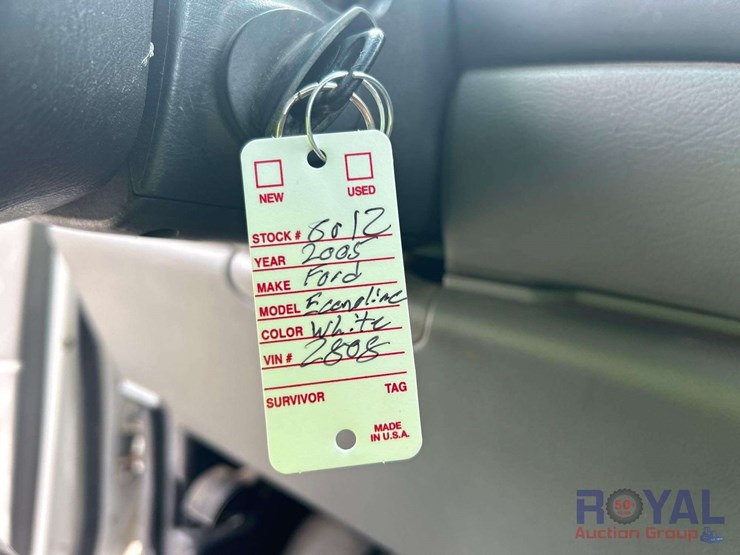 NEW USED
STOCK # 6012
YEAR 2005
MAKE Ford
MODEL Econoline
COLOR White
VIN # 2808
SURVIVOR TAG
MADE
IN U.S.A.
ROYAL
Auction Group